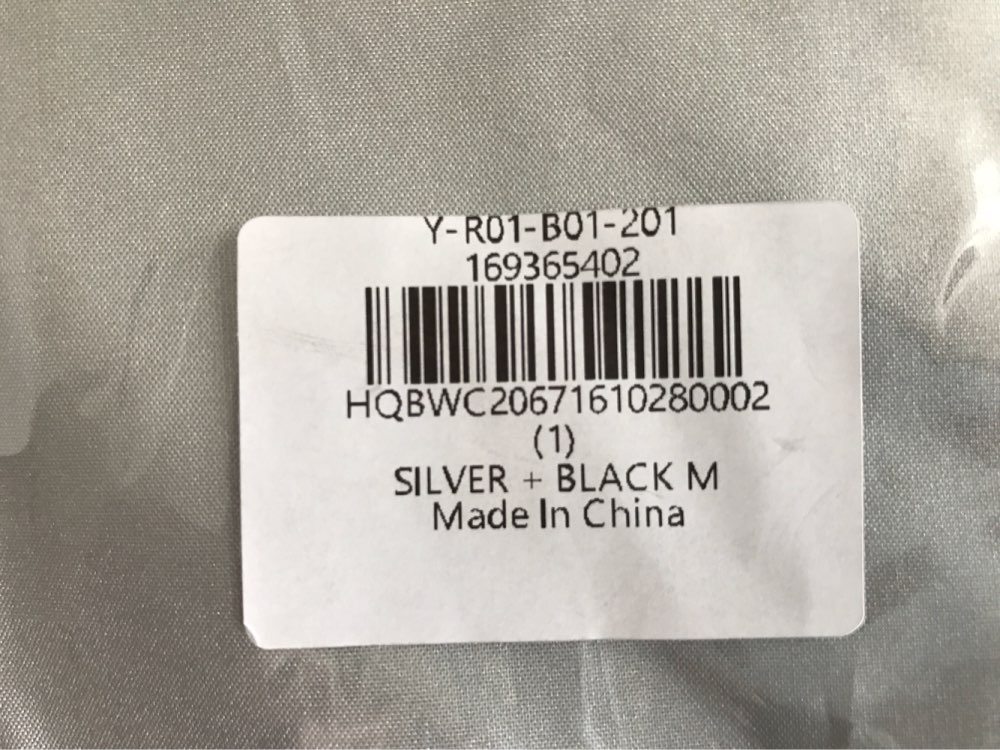 Y-R01-B01-201
169365402
HQBWC20671610280002
(1)
SILVER + BLACK M
Made In China